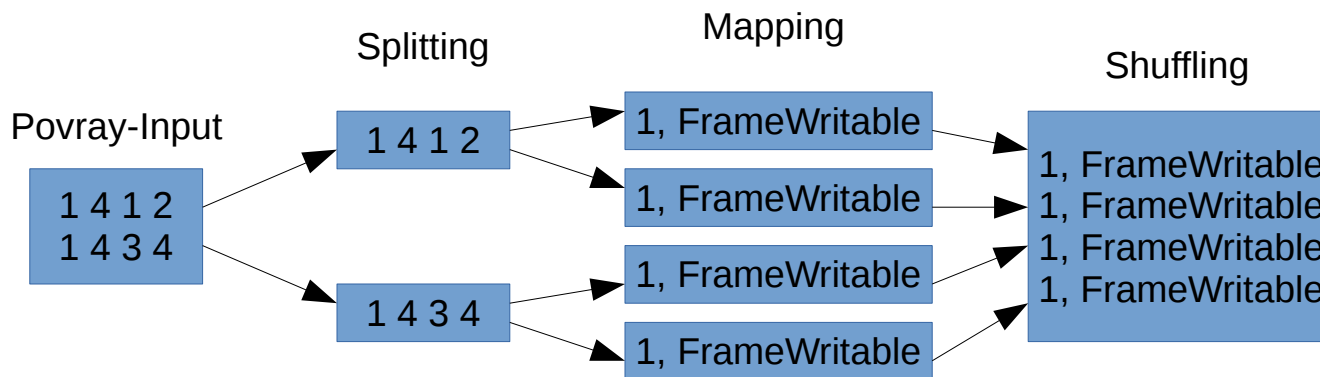 Povray-Input
1 4 1 2
1 4 3 4
Splitting
1 4 1 2
1 4 3 4
Mapping
1, FrameWritable
1, FrameWritable
1, FrameWritable
1, FrameWritable
Shuffling
1, FrameWritable
1, FrameWritable
1, FrameWritable
1, FrameWritable